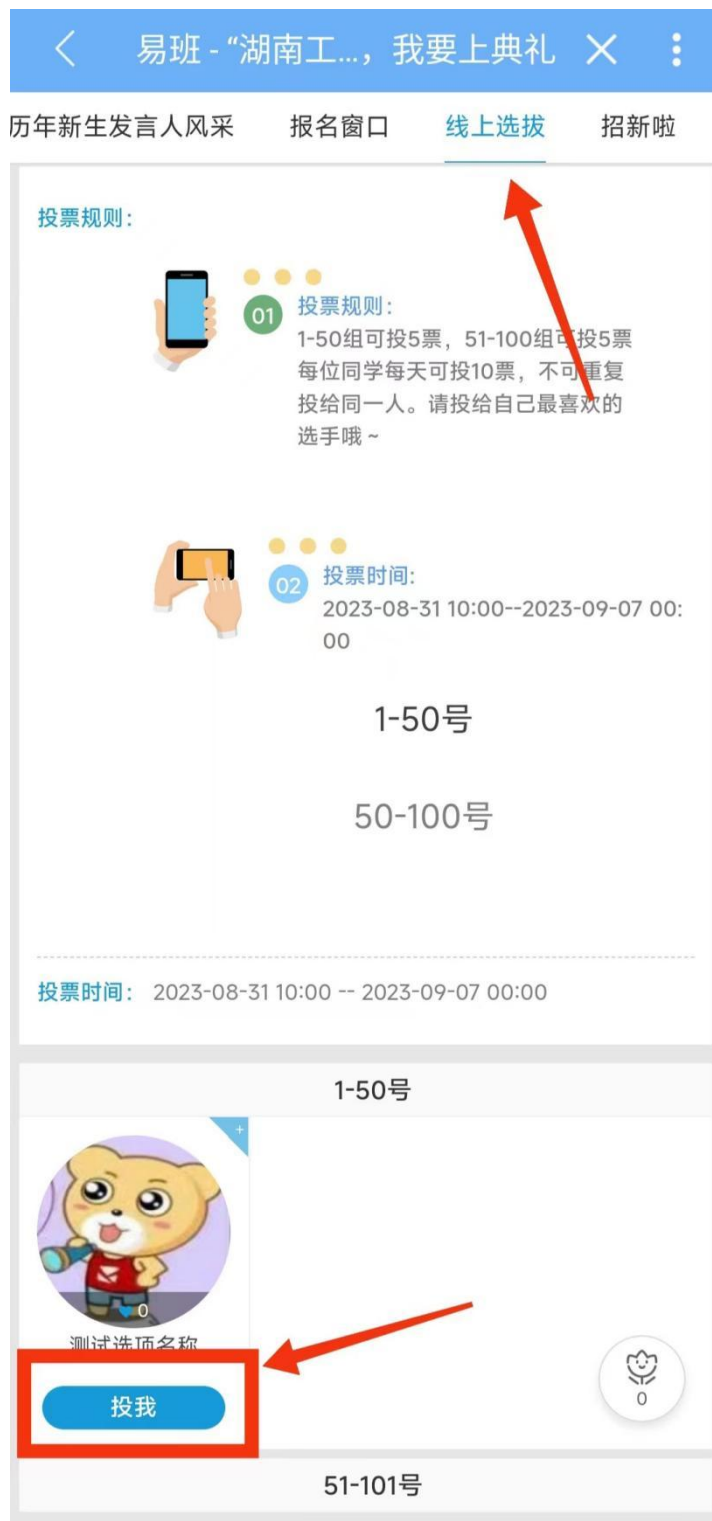 易班 - “湖南工...，我要上典礼
历年新生发言人风采 报名窗口 线上选拔 招新啦
投票规则：
01 投票规则：
1-50组可投5票，51-100组可投5票
每位同学每天可投10票，不可重复
投给同一人。请投给自己最喜欢的
选手哦 ~
02 投票时间：
2023-08-31 10:00--2023-09-07 00:
00
1-50号
50-100号
投票时间： 2023-08-31 10:00 -- 2023-09-07 00:00
1-50号
+
0
测试选项名称
投我
0
51-101号